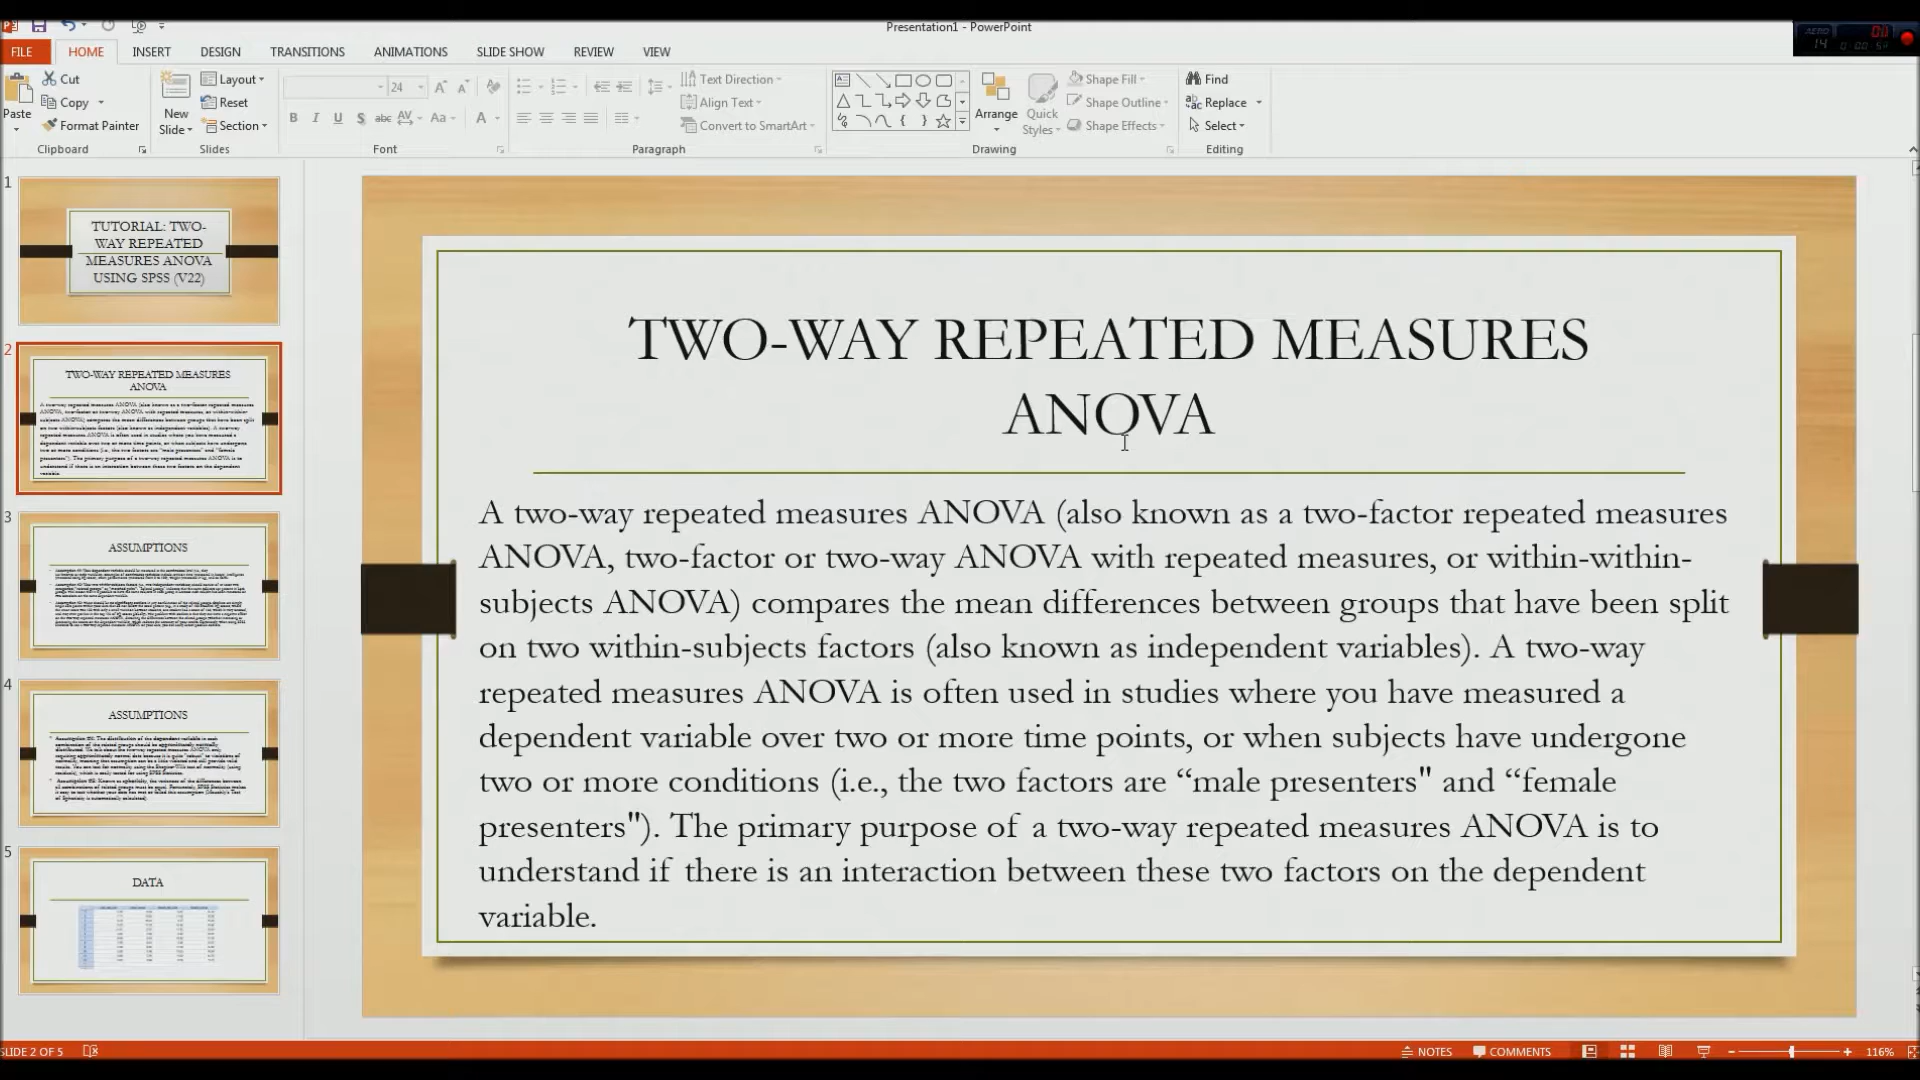 Presentation1 - PowerPoint
FILE HOME INSERT DESIGN TRANSITIONS ANIMATIONS SLIDE SHOW REVIEW VIEW
Paste
Cut
Copy
Format Painter
Clipboard
New Slide
Layout
Reset
Section
Slides
24
Font
Text Direction
Align Text
Convert to SmartArt
Paragraph
Arrange
Quick Styles
Shape Fill
Shape Outline
Shape Effects
Drawing
Find
Replace
Select
Editing
1
TUTORIAL: TWO-
WAY REPEATED
MEASURES ANOVA
USING SPSS (V22)
2
TWO-WAY REPEATED MEASURES
ANOVA
3
ASSUMPTIONS
4
ASSUMPTIONS
5
DATA
TWO-WAY REPEATED MEASURES
ANOVA
A two-way repeated measures ANOVA (also known as a two-factor repeated measures
ANOVA, two-factor or two-way ANOVA with repeated measures, or within-within-
subjects ANOVA) compares the mean differences between groups that have been split
on two within-subjects factors (also known as independent variables). A two-way
repeated measures ANOVA is often used in studies where you have measured a
dependent variable over two or more time points, or when subjects have undergone
two or more conditions (i.e., the two factors are “male presenters" and “female
presenters"). The primary purpose of a two-way repeated measures ANOVA is to
understand if there is an interaction between these two factors on the dependent
variable.
SLIDE 2 OF 5
NOTES
COMMENTS
116%